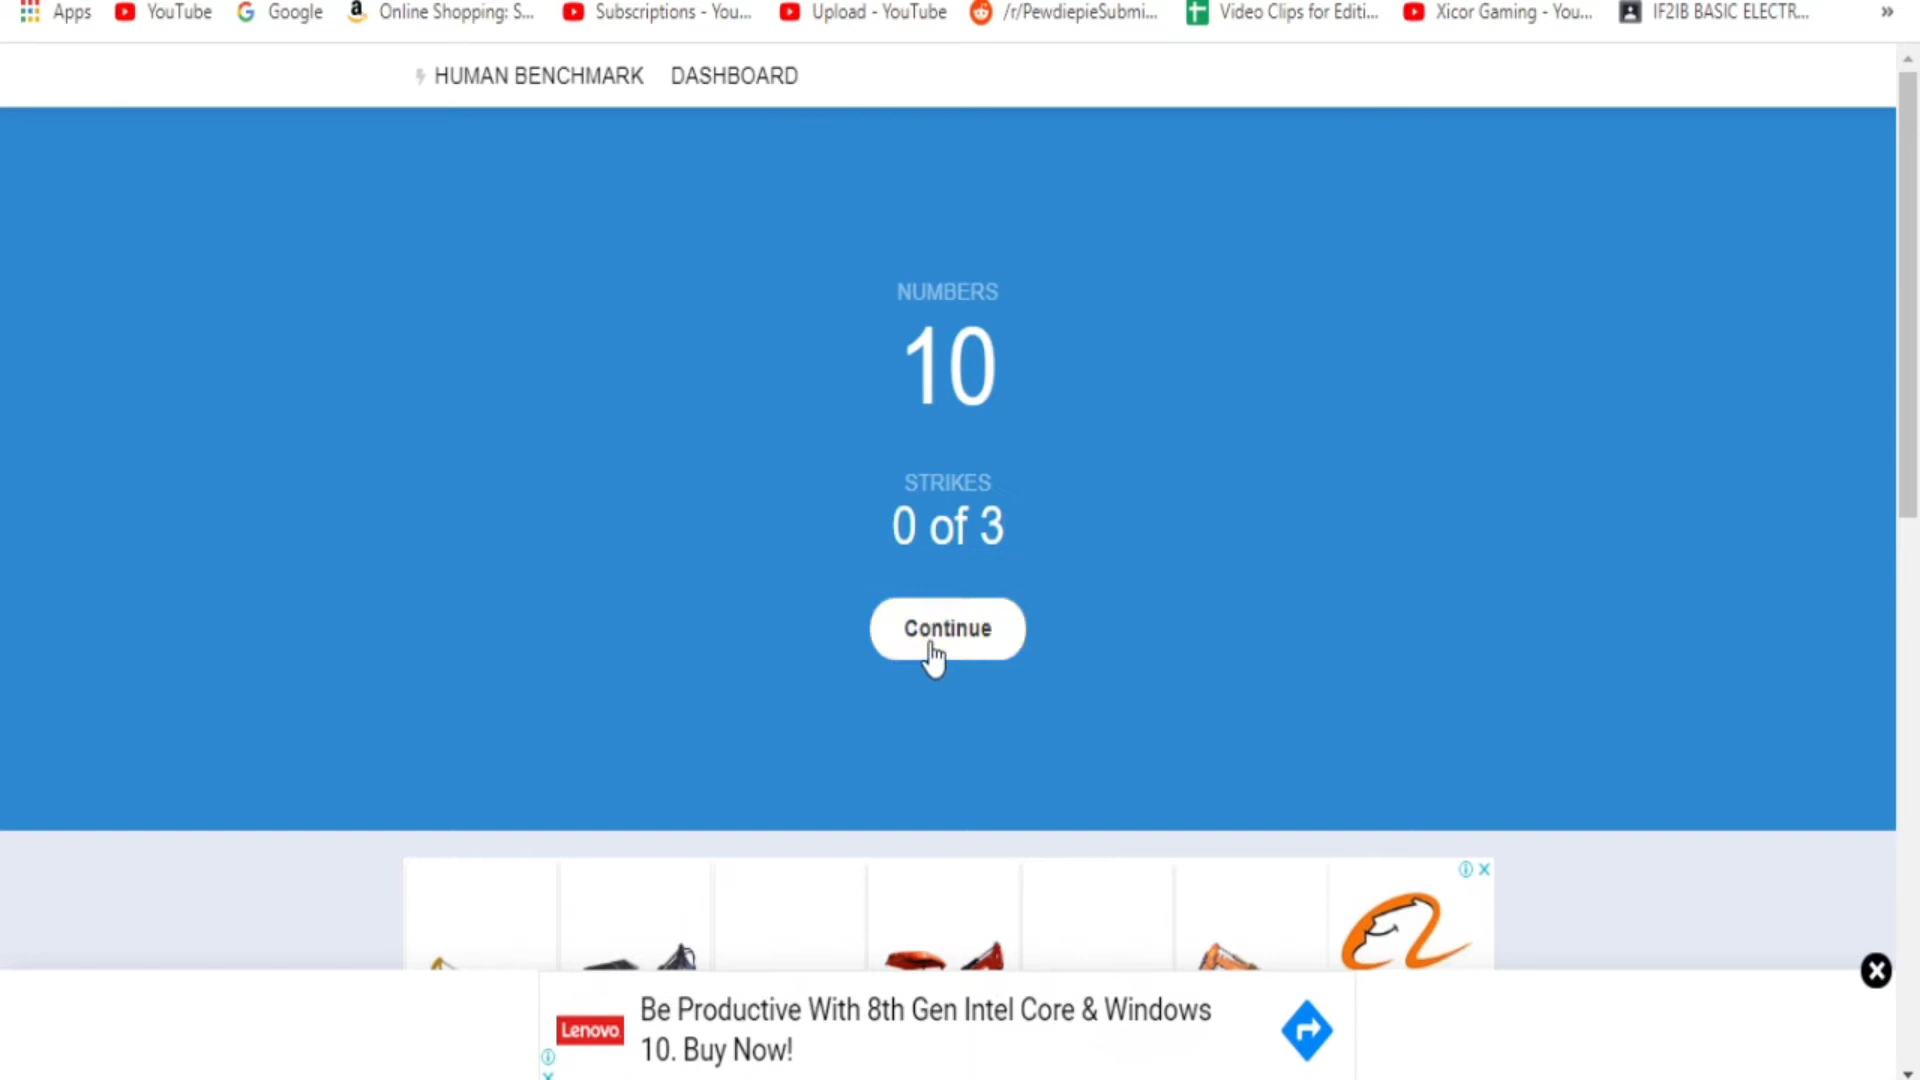 Apps YouTube Google Online Shopping: S... Subscriptions - You... Upload - YouTube /r/PewdiepieSubmi... Video Clips for Editi... Xicor Gaming - You... IF2IB BASIC ELECTR... »
HUMAN BENCHMARK DASHBOARD
NUMBERS
10
STRIKES
0 of 3
Continue
Be Productive With 8th Gen Intel Core & Windows
Lenovo
10. Buy Now!